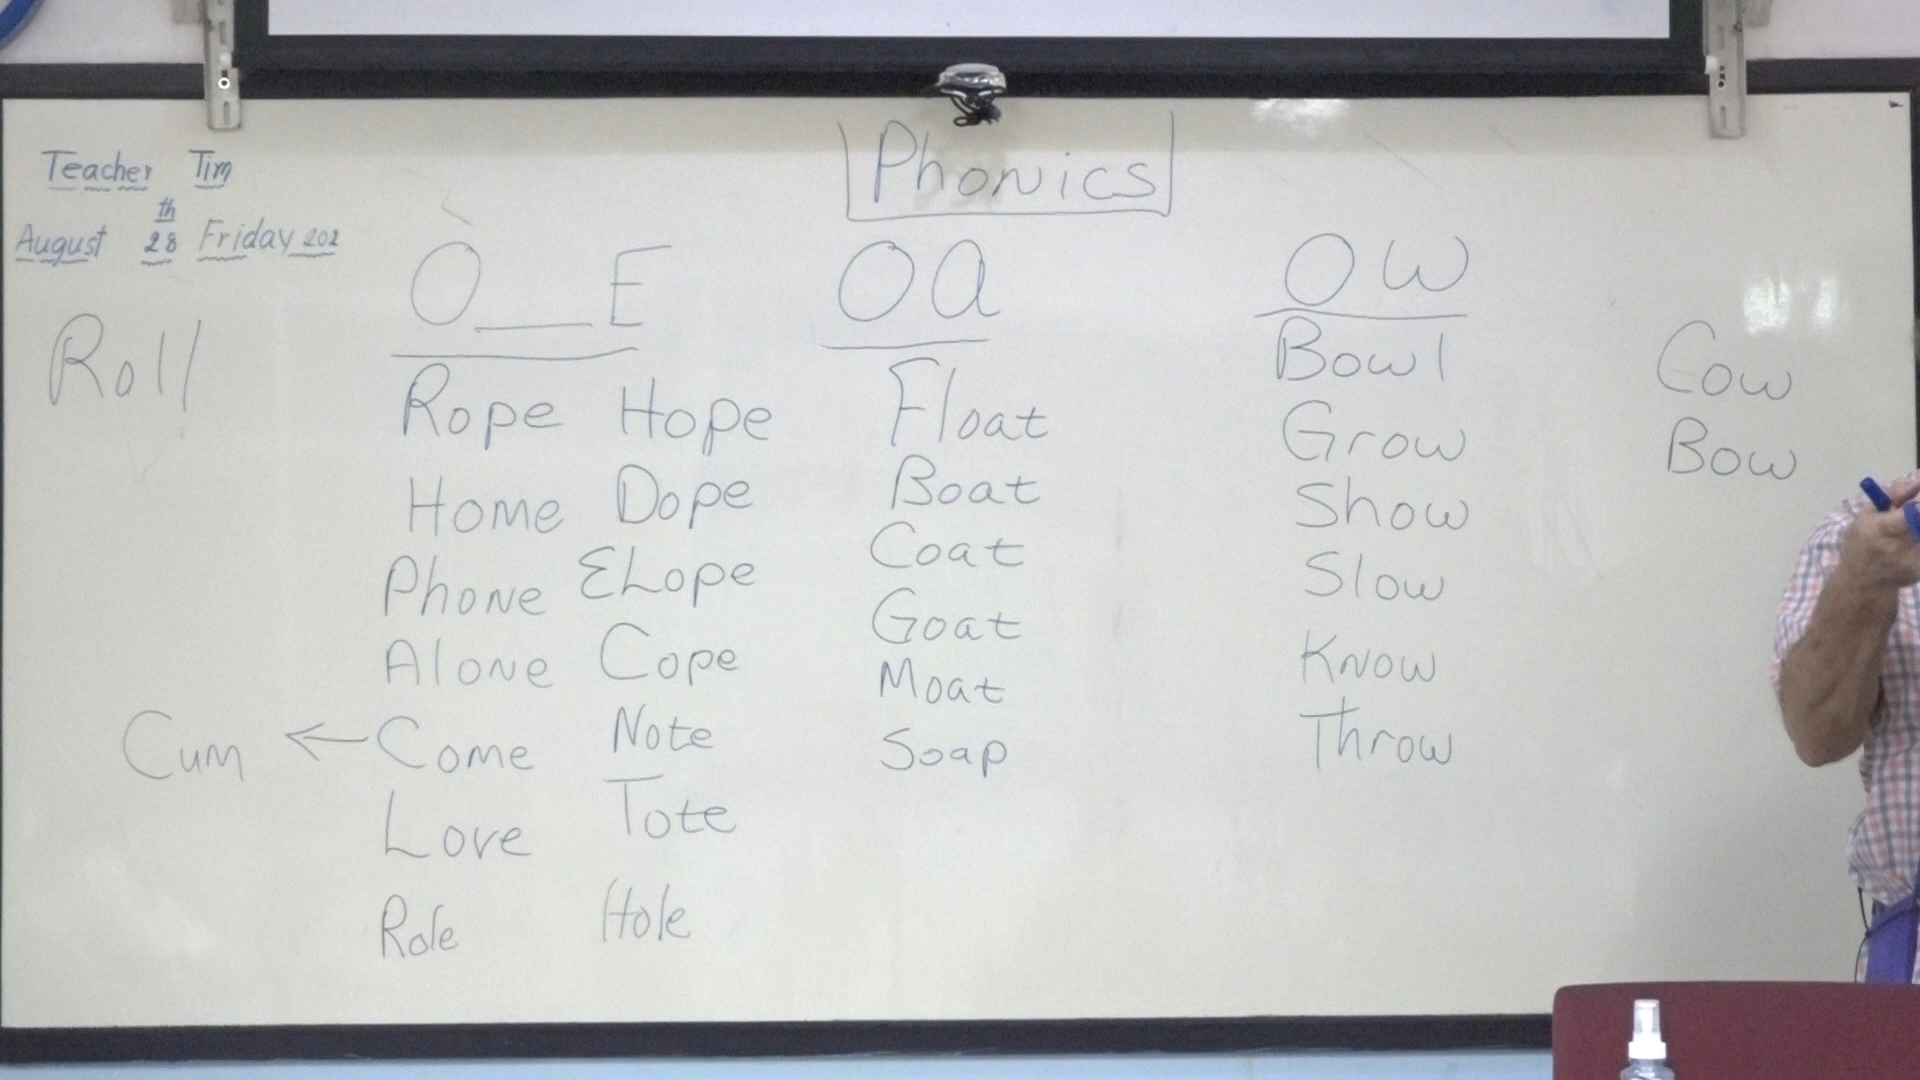 Phonics
Teacher Tim
August 28th Friday 202
Roll
O__E
Rope Hope
Home Dope
Phone ELope
Alone Cope
Cum ← Come Note
Love Tote
Role Hole
Oa
Float
Boat
Coat
Goat
Moat
Soap
Ow
Bowl
Grow
Show
Slow
Know
Throw
Cow
Bow